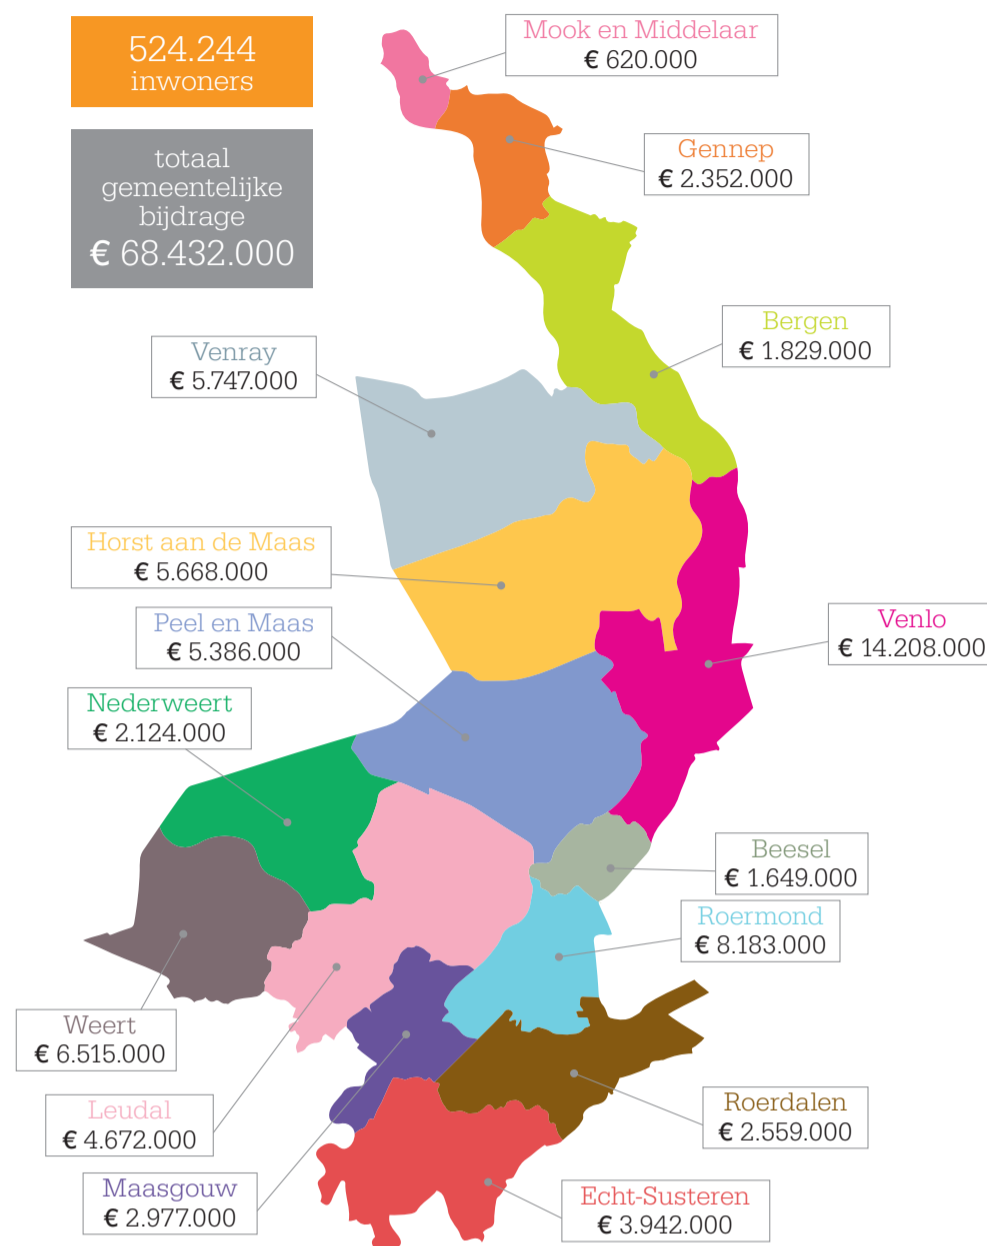 524.244
inwoners
totaal
gemeentelijke
bijdrage
€ 68.432.000
Mook en Middelaar
€ 620.000
Gennep
€ 2.352.000
Bergen
€ 1.829.000
Venray
€ 5.747.000
Horst aan de Maas
€ 5.668.000
Peel en Maas
€ 5.386.000
Venlo
€ 14.208.000
Nederweert
€ 2.124.000
Beesel
€ 1.649.000
Roermond
€ 8.183.000
Weert
€ 6.515.000
Leudal
€ 4.672.000
Roerdalen
€ 2.559.000
Maasgouw
€ 2.977.000
Echt-Susteren
€ 3.942.000